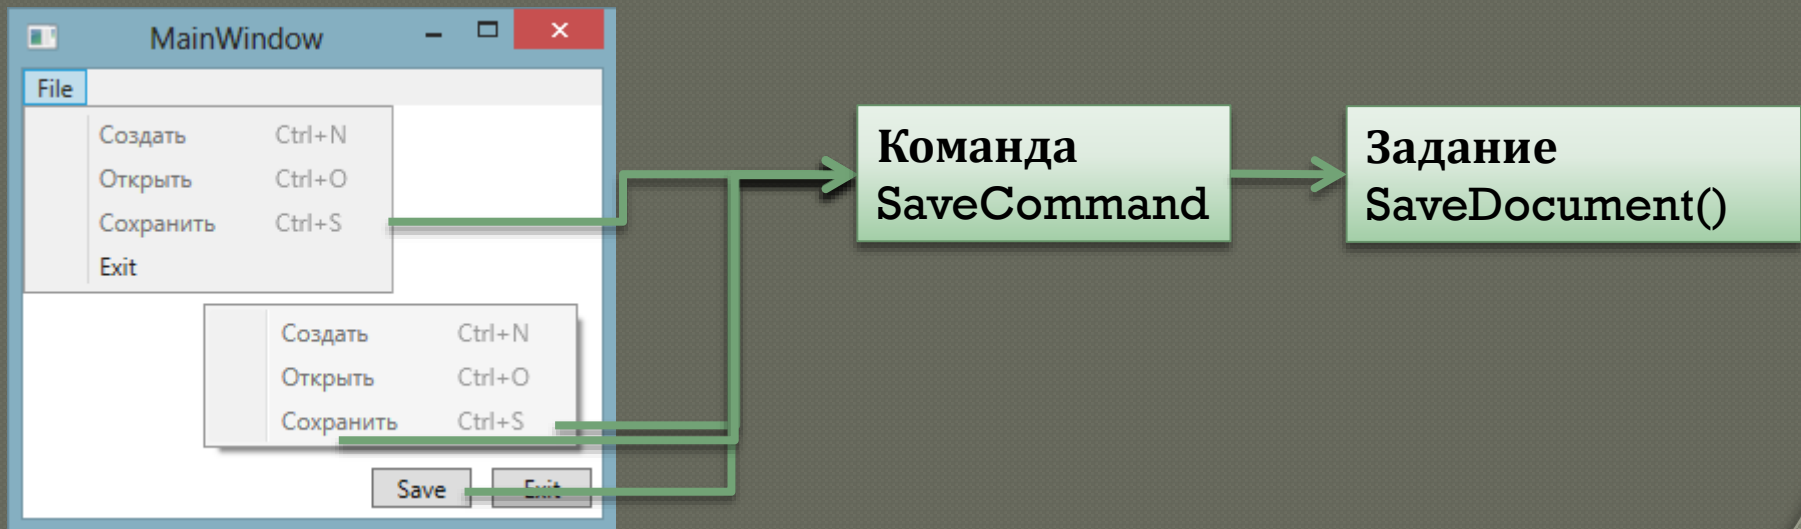 MainWindow
File
Создать Ctrl+N
Открыть Ctrl+O
Сохранить Ctrl+S
Exit
Создать Ctrl+N
Открыть Ctrl+O
Сохранить Ctrl+S
Save Exit
Команда
SaveCommand
Задание
SaveDocument()